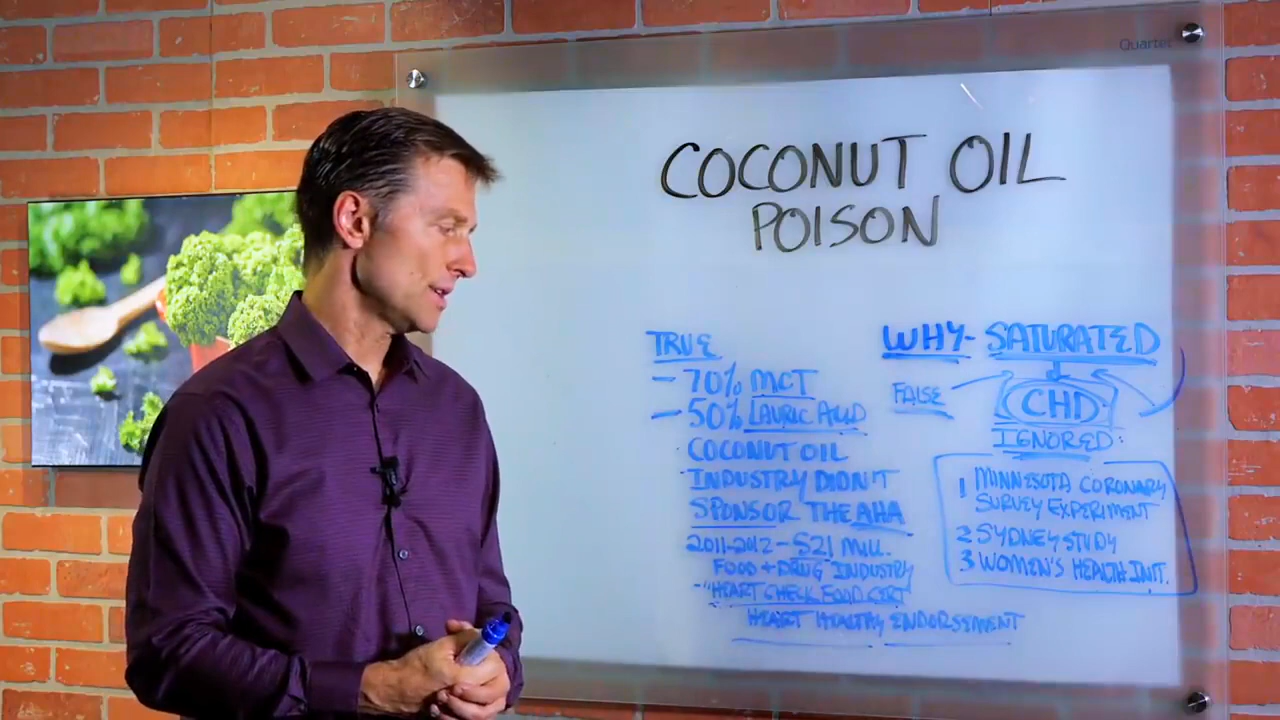 Quartet
COCONUT OIL
POISON
TRUE
- 70% MCT
- 50% LAURIC ACID
COCONUT OIL
INDUSTRY DIDN'T
SPONSOR THE AHA
2011-2012 - $21 MILL.
FOOD + DRUG INDUSTRY
- "HEART CHECK FOOD CERT
HEART HEALTHY ENDORSEMENT
WHY - SATURATED
FALSE
CHD
IGNORED:
1 MINNESOTA CORONARY
SURVEY EXPERIMENT
2 SYDNEY STUDY
3 WOMEN'S HEALTH INIT.